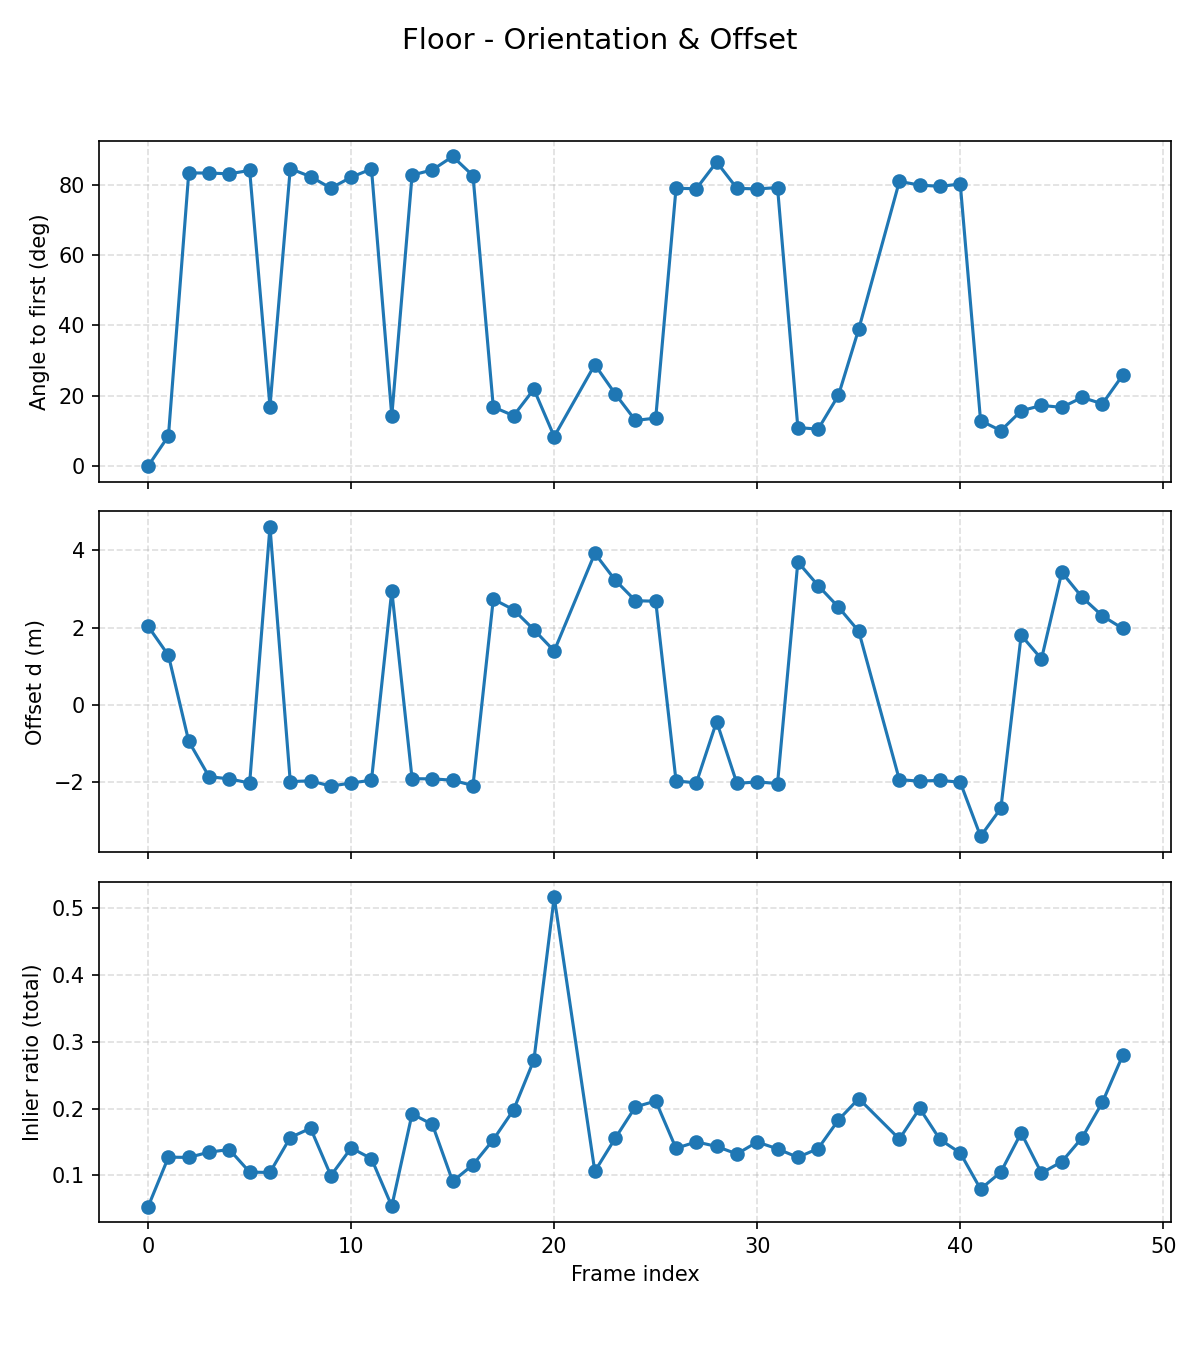 Floor - Orientation & Offset
Angle to first (deg)
80
60
40
20
0
Offset d (m)
4
2
0
−2
Inlier ratio (total)
0.5
0.4
0.3
0.2
0.1
0 10 20 30 40 50
Frame index